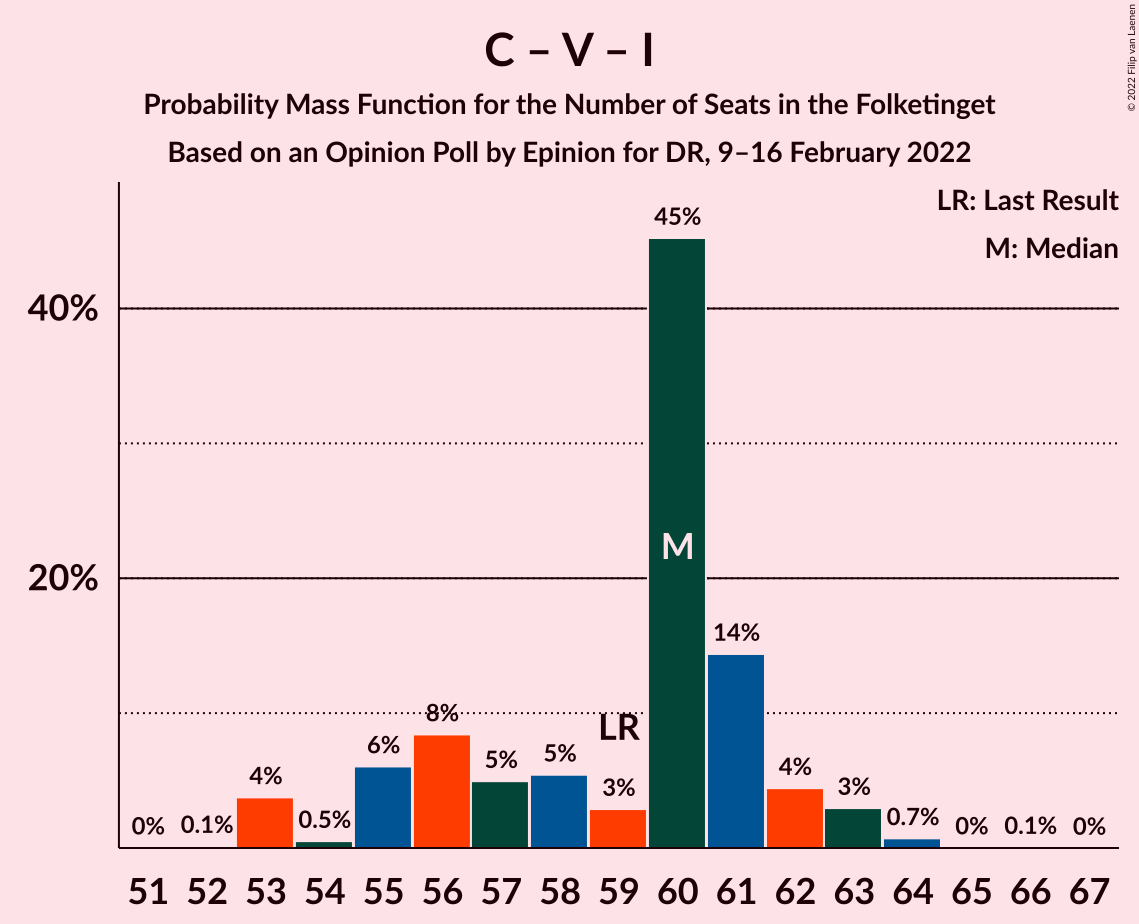 C – V – I
Probability Mass Function for the Number of Seats in the Folketinget
Based on an Opinion Poll by Epinion for DR, 9–16 February 2022
© 2022 Filip van Laenen
LR: Last Result
M: Median
40%
20%
0%
0.1%
4%
0.5%
6%
8%
5%
5%
3%
LR
45%
M
14%
4%
3%
0.7%
0%
0.1%
0%
51 52 53 54 55 56 57 58 59 60 61 62 63 64 65 66 67